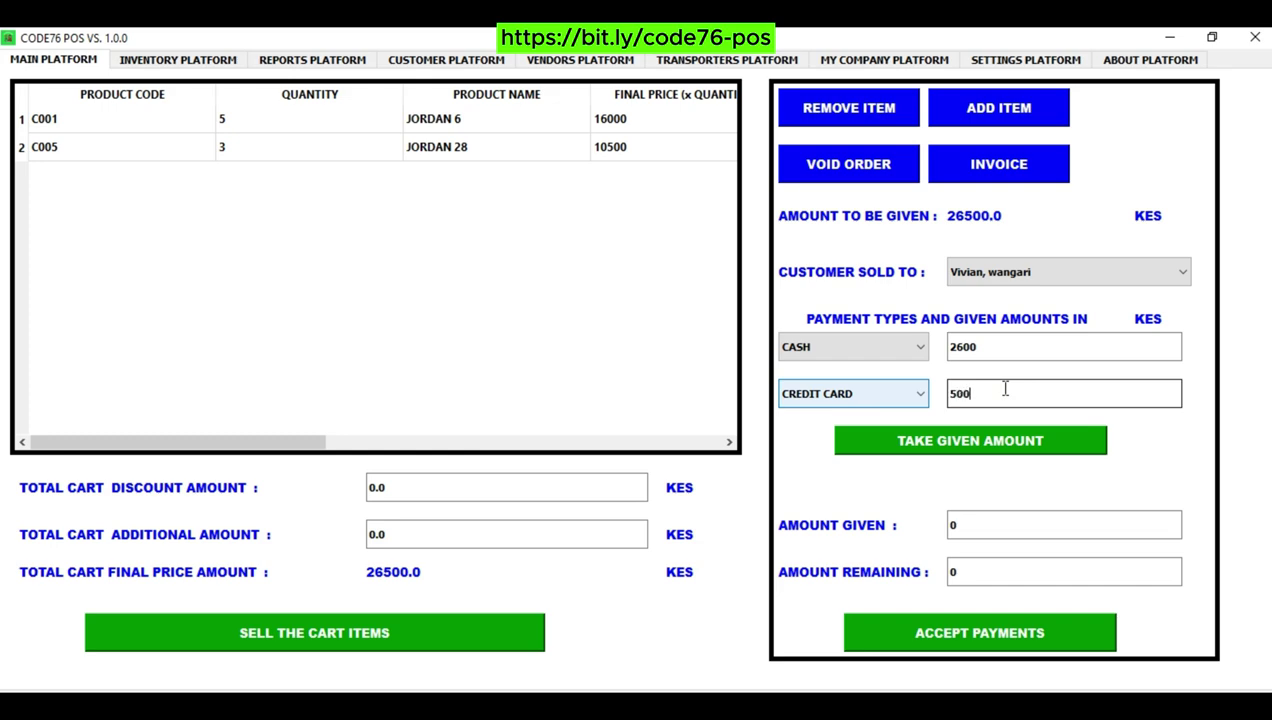 https://bit.ly/code76-pos
CODE76 POS VS. 1.0.0
MAIN PLATFORM INVENTORY PLATFORM REPORTS PLATFORM CUSTOMER PLATFORM VENDORS PLATFORM TRANSPORTERS PLATFORM MY COMPANY PLATFORM SETTINGS PLATFORM ABOUT PLATFORM
PRODUCT CODE QUANTITY PRODUCT NAME FINAL PRICE (x QUANTI
1 C001 5 JORDAN 6 16000
2 C005 3 JORDAN 28 10500
TOTAL CART DISCOUNT AMOUNT : 0.0 KES
TOTAL CART ADDITIONAL AMOUNT : 0.0 KES
TOTAL CART FINAL PRICE AMOUNT : 26500.0 KES
SELL THE CART ITEMS
REMOVE ITEM ADD ITEM
VOID ORDER INVOICE
AMOUNT TO BE GIVEN : 26500.0 KES
CUSTOMER SOLD TO : Vivian, wangari
PAYMENT TYPES AND GIVEN AMOUNTS IN KES
CASH 2600
CREDIT CARD 500
TAKE GIVEN AMOUNT
AMOUNT GIVEN : 0
AMOUNT REMAINING : 0
ACCEPT PAYMENTS